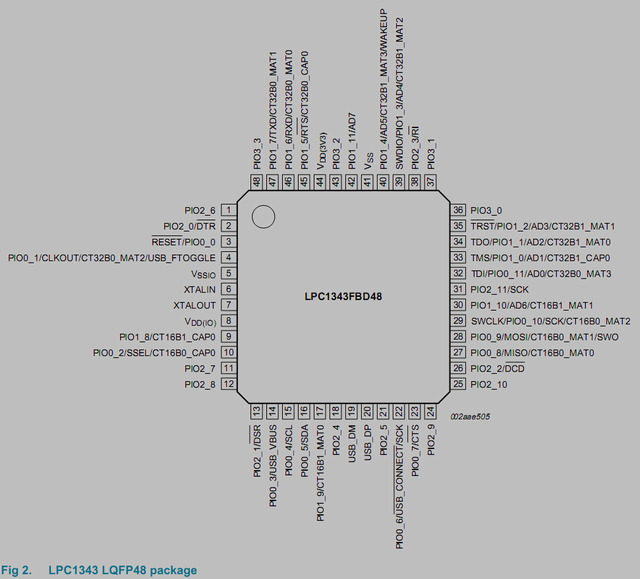 PIO3_3
PIO1_7/TXD/CT32B0_MAT1
PIO1_6/RXD/CT32B0_MAT0
PIO1_5/RTS/CT32B0_CAP0
VDD(3V3)
PIO3_2
PIO1_11/AD7
VSS
PIO1_4/AD5/CT32B1_MAT3/WAKEUP
SWDIO/PIO1_3/AD4/CT32B1_MAT2
PIO2_3/RI
PIO3_1
48 47 46 45 44 43 42 41 40 39 38 37
PIO2_6 1
PIO2_0/DTR 2
RESET/PIO0_0 3
PIO0_1/CLKOUT/CT32B0_MAT2/USB_FTOGGLE 4
VSSIO 5
XTALIN 6
XTALOUT 7
VDD(IO) 8
PIO1_8/CT16B1_CAP0 9
PIO0_2/SSEL/CT16B0_CAP0 10
PIO2_7 11
PIO2_8 12
LPC1343FBD48
36 PIO3_0
35 TRST/PIO1_2/AD3/CT32B1_MAT1
34 TDO/PIO1_1/AD2/CT32B1_MAT0
33 TMS/PIO1_0/AD1/CT32B1_CAP0
32 TDI/PIO0_11/AD0/CT32B0_MAT3
31 PIO2_11/SCK
30 PIO1_10/AD6/CT16B1_MAT1
29 SWCLK/PIO0_10/SCK/CT16B0_MAT2
28 PIO0_9/MOSI/CT16B0_MAT1/SWO
27 PIO0_8/MISO/CT16B0_MAT0
26 PIO2_2/DCD
25 PIO2_10
13 14 15 16 17 18 19 20 21 22 23 24
002aae505
PIO2_1/DSR
PIO0_3/USB_VBUS
PIO0_4/SCL
PIO0_5/SDA
PIO1_9/CT16B1_MAT0
PIO2_4
USB_DM
USB_DP
PIO2_5
PIO0_6/USB_CONNECT/SCK
PIO0_7/CTS
PIO2_9
Fig 2. LPC1343 LQFP48 package